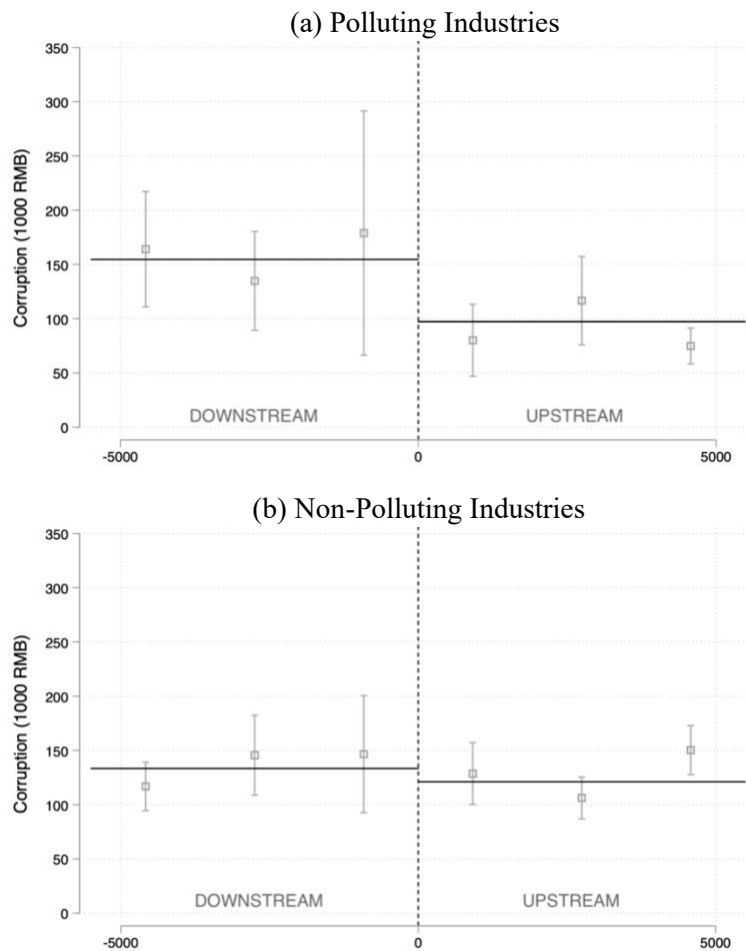 (a) Polluting Industries
350
300
250
200
150
100
50
0
Corruption (1000 RMB)
DOWNSTREAM
UPSTREAM
-5000
0
5000
(b) Non-Polluting Industries
350
300
250
200
150
100
50
0
Corruption (1000 RMB)
DOWNSTREAM
UPSTREAM
-5000
0
5000